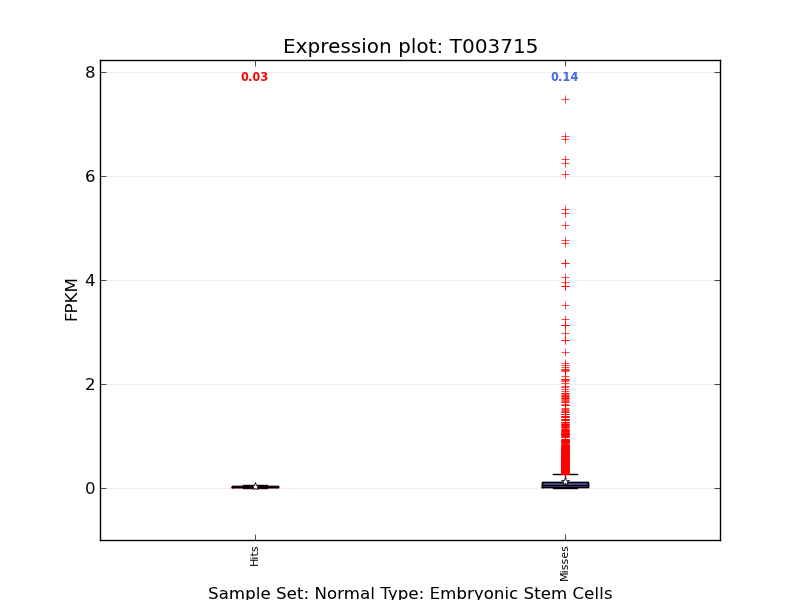 Expression plot: T003715
8
0.03
0.14
6
4
FPKM
2
0
Hits
Misses
Sample Set: Normal Type: Embryonic Stem Cells